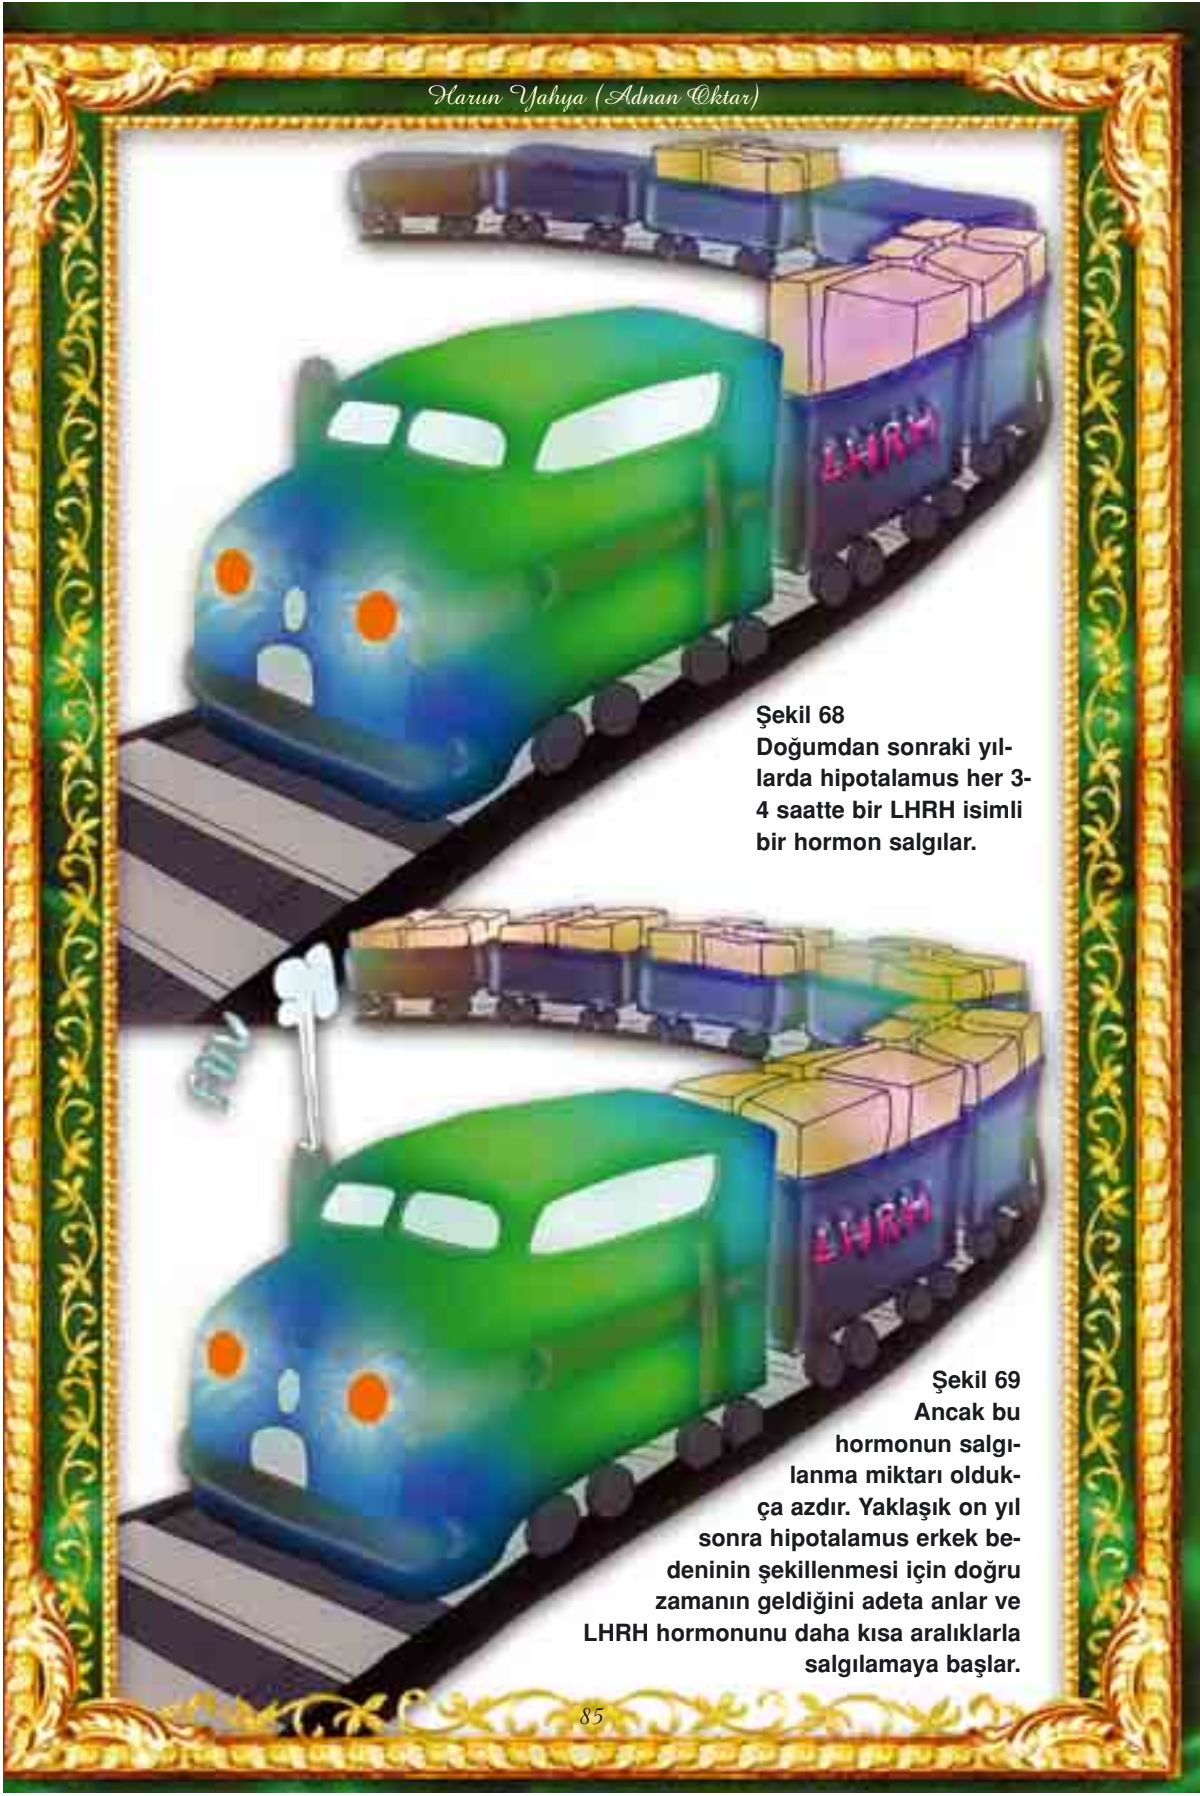 Harun Yahya (Adnan Oktar)
LHRH
Şekil 68
Doğumdan sonraki yıl-
larda hipotalamus her 3-
4 saatte bir LHRH isimli
bir hormon salgılar.
LHRH
Şekil 69
Ancak bu
hormonun salgı-
lanma miktarı olduk-
ça azdır. Yaklaşık on yıl
sonra hipotalamus erkek be-
deninin şekillenmesi için doğru
zamanın geldiğini adeta anlar ve
LHRH hormonunu daha kısa aralıklarla
salgılamaya başlar.
85